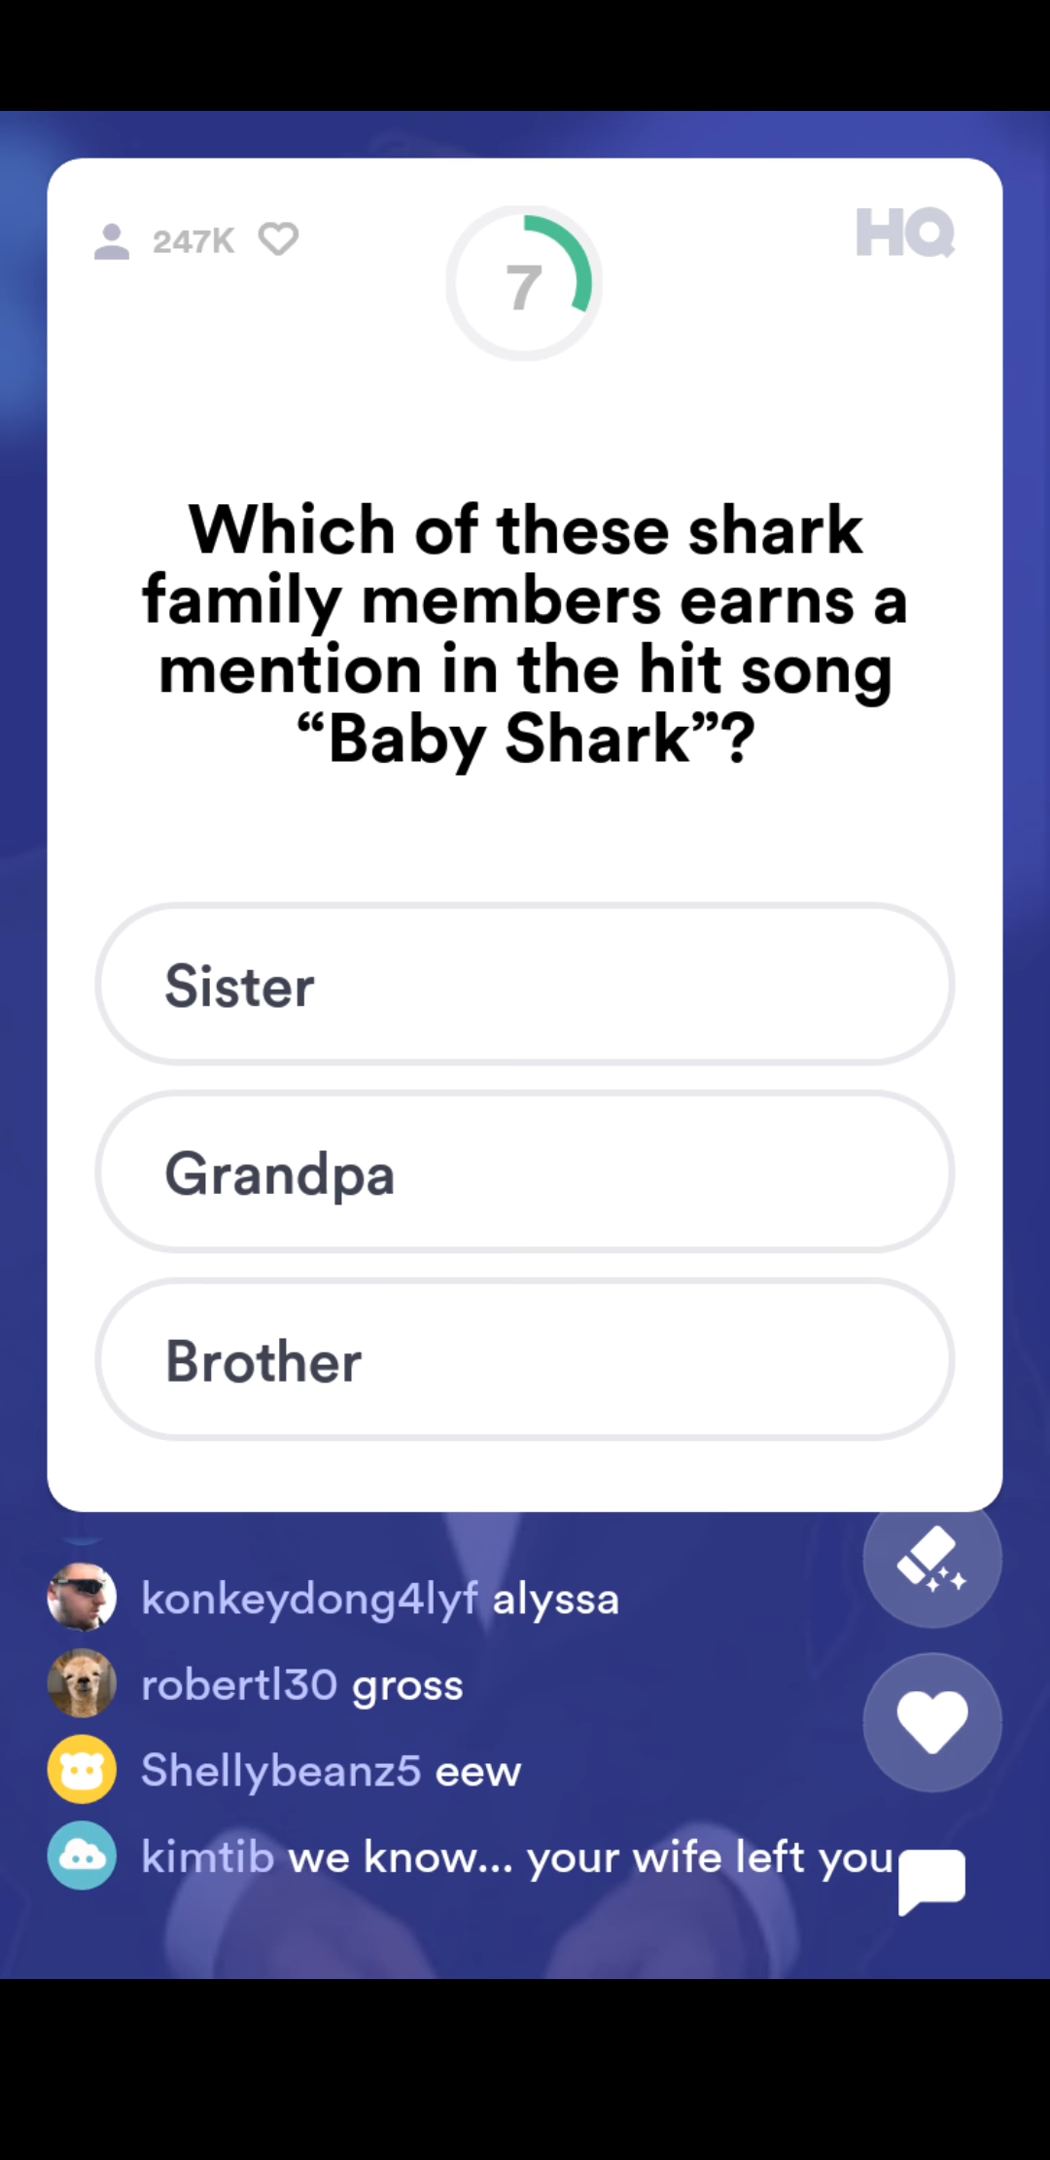 247K
7
HQ
Which of these shark
family members earns a
mention in the hit song
“Baby Shark”?
Sister
Grandpa
Brother
konkeydong4lyf alyssa
robertl30 gross
Shellybeanz5 eew
kimtib we know... your wife left you